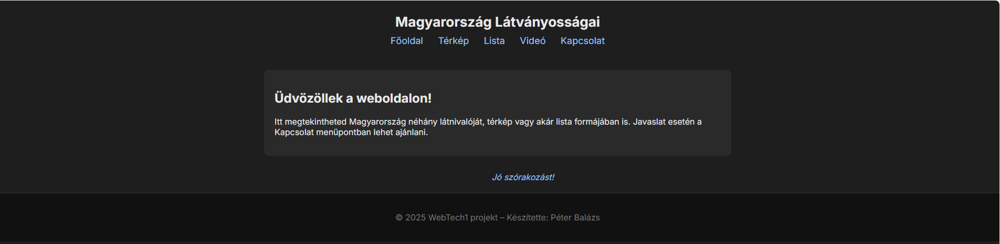 Magyarország Látványosságai
Főoldal Térkép Lista Videó Kapcsolat
Üdvözöllek a weboldalon!
Itt megtekintheted Magyarország néhány látnivalóját, térkép vagy akár lista formájában is. Javaslat esetén a
Kapcsolat menüpontban lehet ajánlani.
Jó szórakozást!
© 2025 WebTech1 projekt – Készítette: Péter Balázs